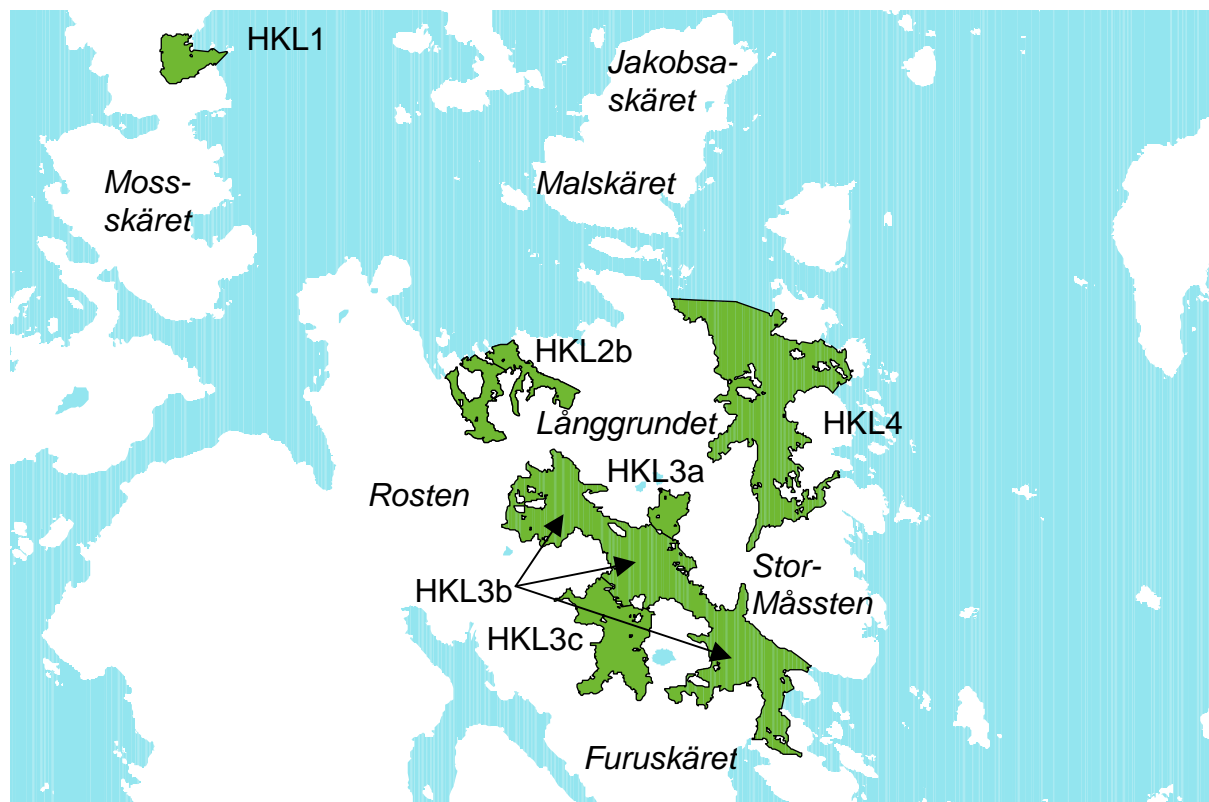 HKL1
Jakobsa-
skäret
Moss-
skäret
Malskäret
HKL2b
Långgrundet
HKL4
HKL3a
Rosten
Stor-
Måssten
HKL3b
HKL3c
Furuskäret